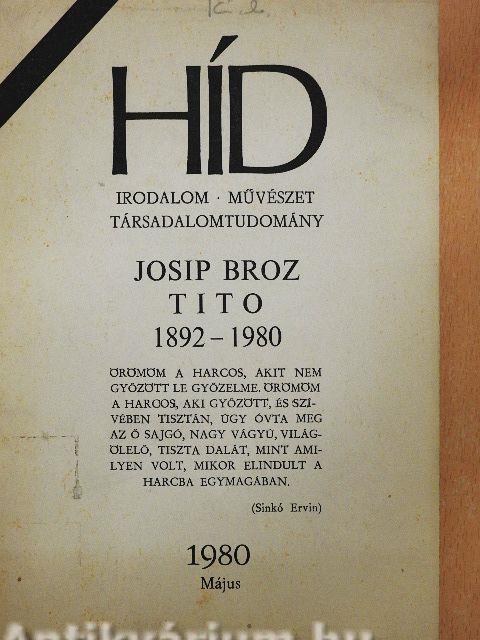 HÍD
IRODALOM · MŰVÉSZET
TÁRSADALOMTUDOMÁNY
JOSIP BROZ
TITO
1892 – 1980
ÖRÖMÖM A HARCOS, AKIT NEM
GYŐZÖTT LE GYŐZELME. ÖRÖMÖM
A HARCOS, AKI GYŐZÖTT, ÉS SZÍ-
VÉBEN TISZTÁN, ÚGY ÓVTA MEG
AZ Ő SAJGÓ, NAGY VÁGYÚ, VILÁG-
ÖLELŐ, TISZTA DALÁT, MINT AMI-
LYEN VOLT, MIKOR ELINDULT A
HARCBA EGYMAGÁBAN.
(Sinkó Ervin)
1980
Május
Antikvárium.hu